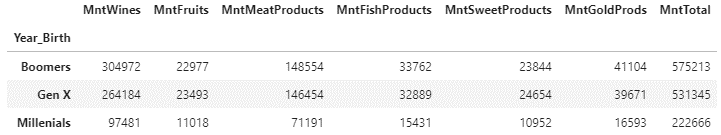 MntWines MntFruits MntMeatProducts MntFishProducts MntSweetProducts MntGoldProds MntTotal
Year_Birth
Boomers 304972 22977 148554 33762 23844 41104 575213
Gen X 264184 23493 146454 32889 24654 39671 531345
Millenials 97481 11018 71191 15431 10952 16593 222666